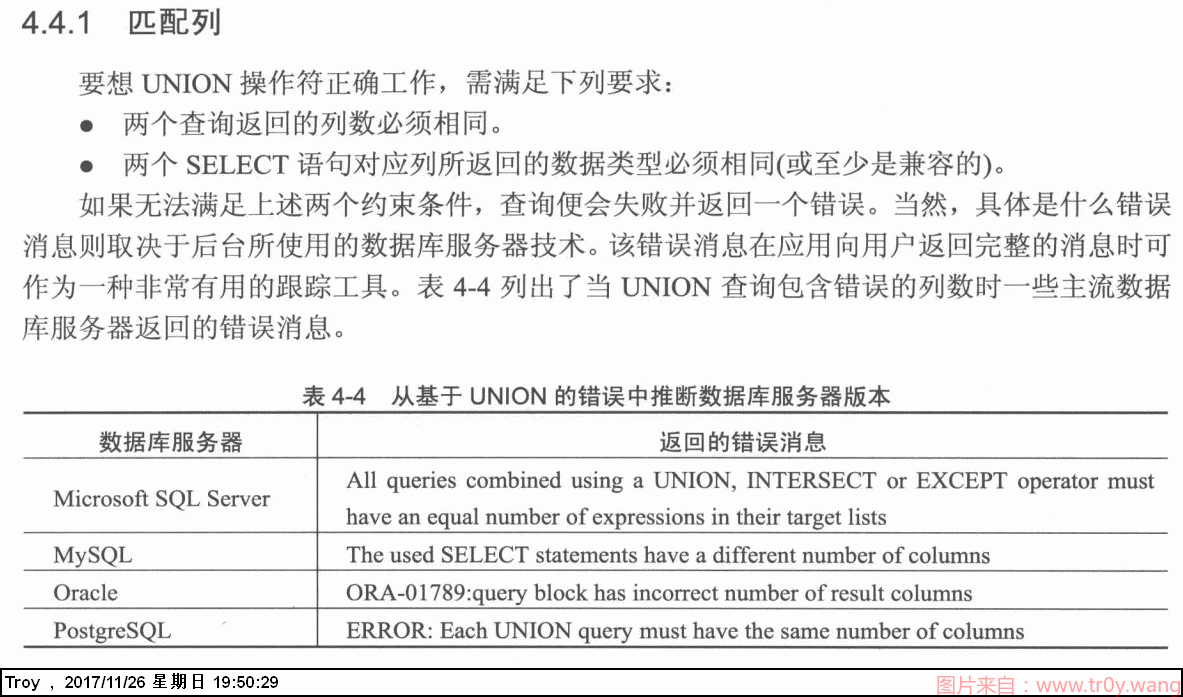 4.4.1 匹配列
要想 UNION 操作符正确工作，需满足下列要求：
● 两个查询返回的列数必须相同。
● 两个 SELECT 语句对应列所返回的数据类型必须相同(或至少是兼容的)。
如果无法满足上述两个约束条件，查询便会失败并返回一个错误。当然，具体是什么错误
消息则取决于后台所使用的数据库服务器技术。该错误消息在应用向用户返回完整的消息时可
作为一种非常有用的跟踪工具。表 4-4 列出了当 UNION 查询包含错误的列数时一些主流数据
库服务器返回的错误消息。
表 4-4 从基于 UNION 的错误中推断数据库服务器版本
数据库服务器 返回的错误消息
Microsoft SQL Server All queries combined using a UNION, INTERSECT or EXCEPT operator must
have an equal number of expressions in their target lists
MySQL The used SELECT statements have a different number of columns
Oracle ORA-01789:query block has incorrect number of result columns
PostgreSQL ERROR: Each UNION query must have the same number of columns
Troy , 2017/11/26 星期日 19:50:29 图片来自：www.tr0y.wang